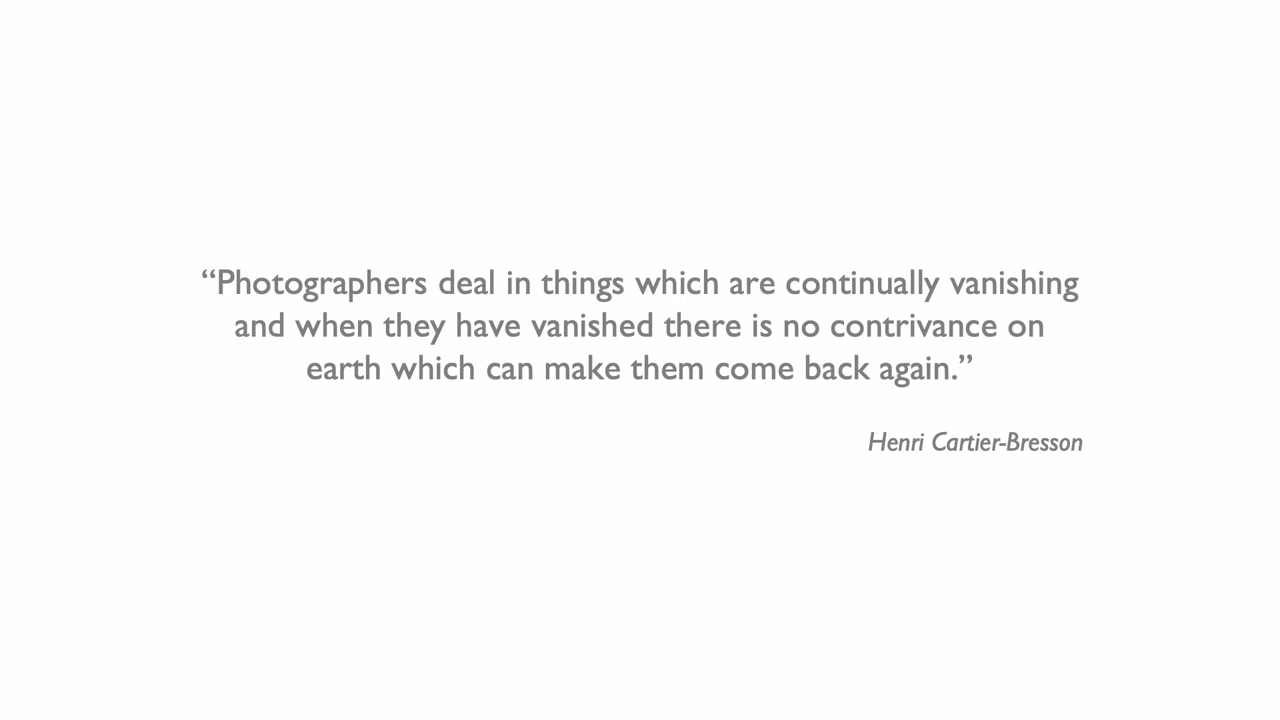 “Photographers deal in things which are continually vanishing
and when they have vanished there is no contrivance on
earth which can make them come back again.”
Henri Cartier-Bresson